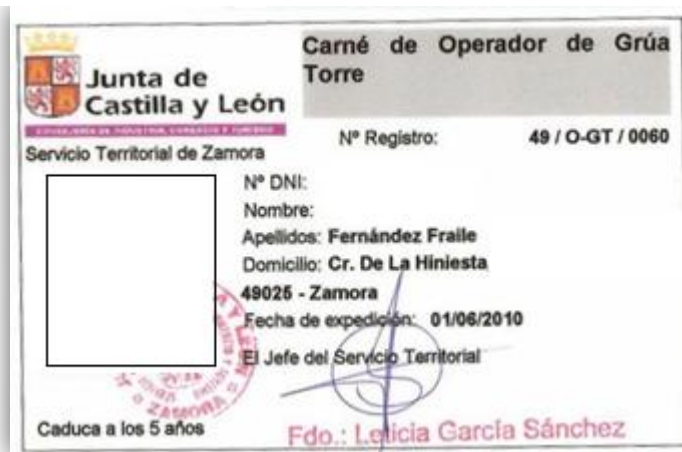 Carné de Operador de Grúa
Torre
Junta de
Castilla y León
Nº Registro: 49 / O-GT / 0060
Servicio Territorial de Zamora
Nº DNI:
Nombre:
Apellidos: Fernández Fraile
Domicilio: Cr. De La Hiniesta
49025 - Zamora
Fecha de expedición: 01/06/2010
El Jefe del Servicio Territorial
ZAMORA
Caduca a los 5 años
Fdo.: Leticia García Sánchez